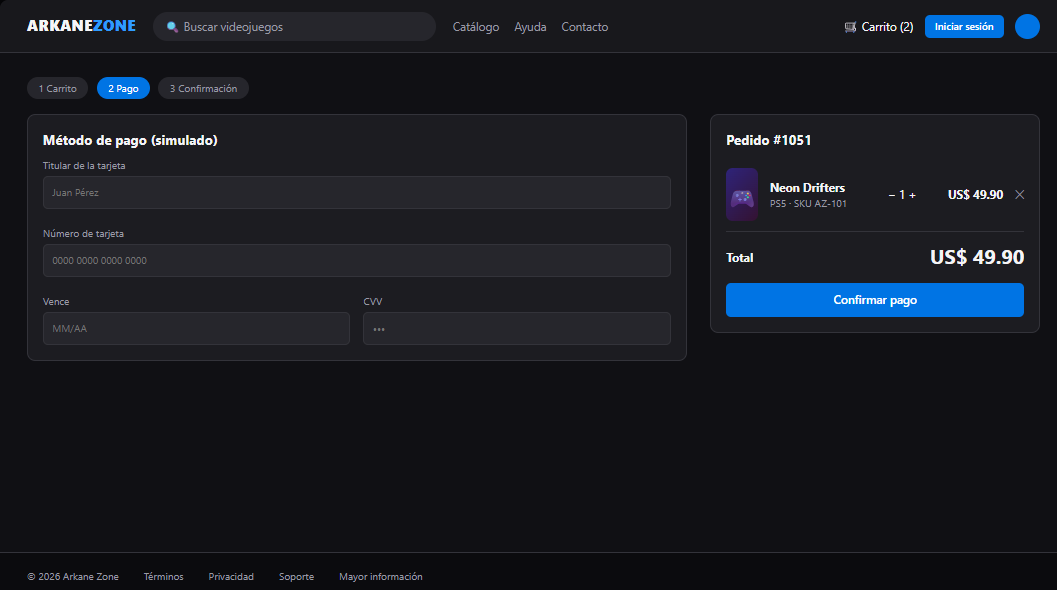 ARKANEZONE
Buscar videojuegos
Catálogo Ayuda Contacto
Carrito (2)
Iniciar sesión
1 Carrito
2 Pago
3 Confirmación
Método de pago (simulado)
Titular de la tarjeta
Juan Pérez
Número de tarjeta
0000 0000 0000 0000
Vence
MM/AA
CVV
•••
Pedido #1051
Neon Drifters
PS5 · SKU AZ-101
– 1 +
US$ 49.90 ×
Total US$ 49.90
Confirmar pago
© 2026 Arkane Zone Términos Privacidad Soporte Mayor información